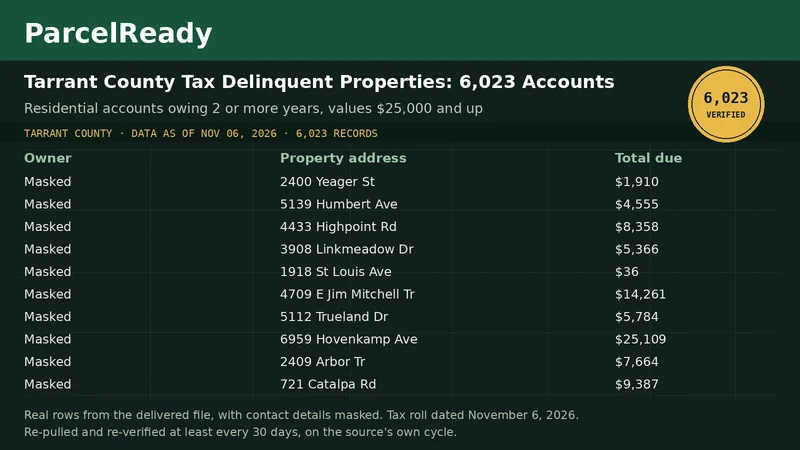 ParcelReady
Tarrant County Tax Delinquent Properties: 6,023 Accounts
Residential accounts owing 2 or more years, values $25,000 and up
6,023
VERIFIED
TARRANT COUNTY · DATA AS OF NOV 06, 2026 · 6,023 RECORDS
Owner Property address Total due
Masked 2400 Yeager St $1,910
Masked 5139 Humbert Ave $4,555
Masked 4433 Highpoint Rd $8,358
Masked 3908 Linkmeadow Dr $5,366
Masked 1918 St Louis Ave $36
Masked 4709 E Jim Mitchell Tr $14,261
Masked 5112 Trueland Dr $5,784
Masked 6959 Hovenkamp Ave $25,109
Masked 2409 Arbor Tr $7,664
Masked 721 Catalpa Rd $9,387
Real rows from the delivered file, with contact details masked. Tax roll dated November 6, 2026.
Re-pulled and re-verified at least every 30 days, on the source's own cycle.